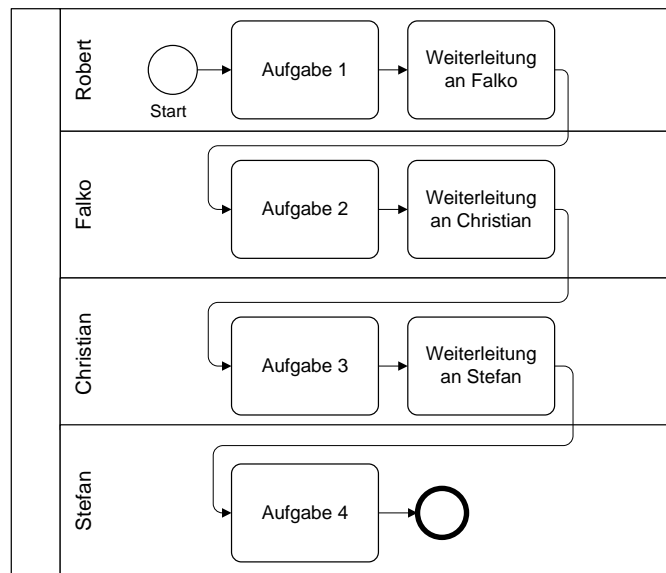 Robert
Start
Aufgabe 1
Weiterleitung
an Falko
Falko
Aufgabe 2
Weiterleitung
an Christian
Christian
Aufgabe 3
Weiterleitung
an Stefan
Stefan
Aufgabe 4